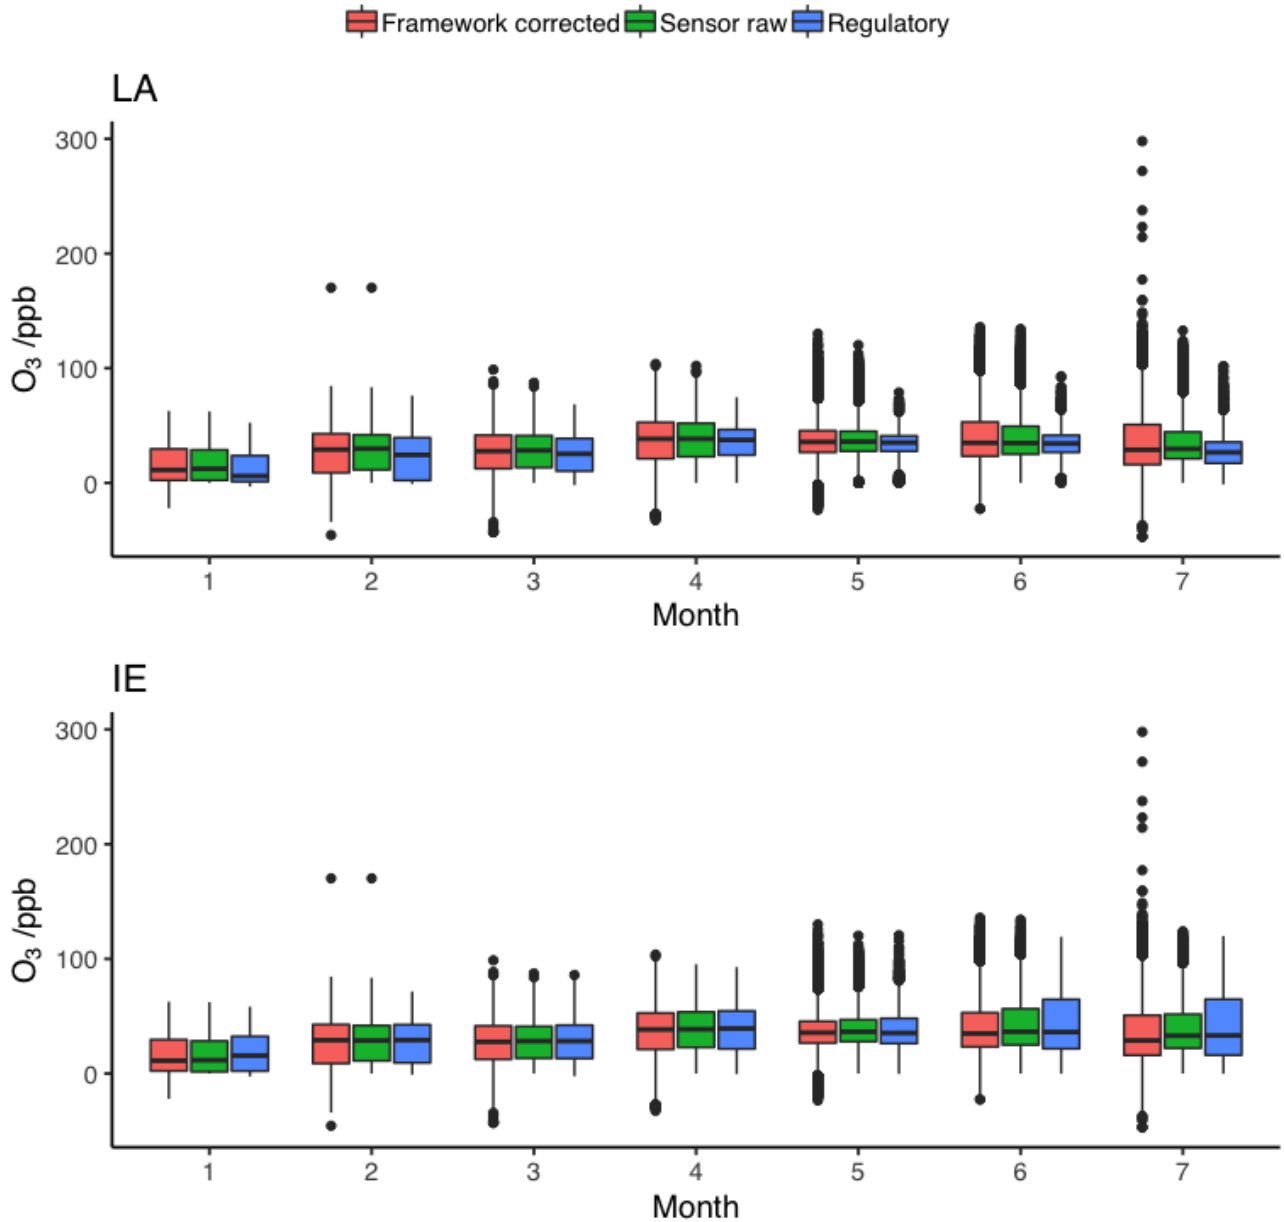 Framework corrected Sensor raw Regulatory
LA
300
200
100
0
O₃ /ppb
1 2 3 4 5 6 7
Month
IE
300
200
100
0
O₃ /ppb
1 2 3 4 5 6 7
Month